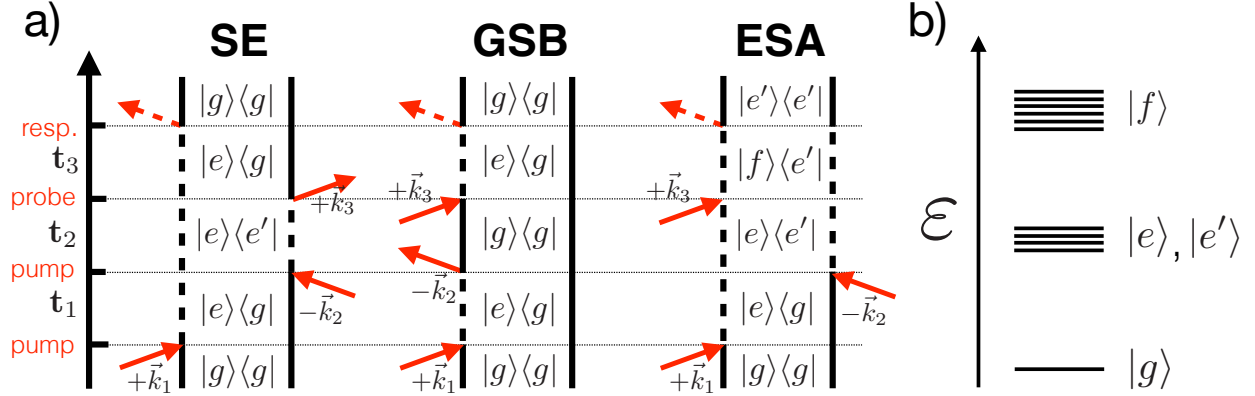 a) SE GSB ESA b)
|g⟩⟨g| |g⟩⟨g| |e′⟩⟨e′| |f⟩
resp.
t₃ |e⟩⟨g| |e⟩⟨g| |f⟩⟨e′|
probe +k⃗₃ +k⃗₃ +k⃗₃
t₂ |e⟩⟨e′| |g⟩⟨g| |e⟩⟨e′| ℰ |e⟩, |e′⟩
pump
−k⃗₂ −k⃗₂ −k⃗₂
t₁ |e⟩⟨g| |e⟩⟨g| |e⟩⟨g|
pump
+k⃗₁ |g⟩⟨g| +k⃗₁ |g⟩⟨g| +k⃗₁ |g⟩⟨g| |g⟩